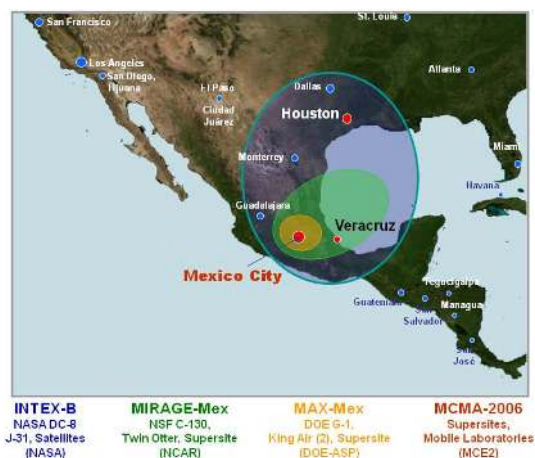 San Francisco
St. Louis
Los Angeles
San Diego,
Tijuana
El Paso
Ciudad
Juárez
Dallas
Atlanta
Houston
Monterrey
Miami
Havana
Guadalajara
Veracruz
Mexico City
Tegucigalpa
Guatemala
San
Salvador
Managua
San
José
INTEX-B
NASA DC-8
J-31, Satellites
(NASA)
MIRAGE-Mex
NSF C-130,
Twin Otter, Supersite
(NCAR)
MAX-Mex
DOE G-1,
King Air (2), Supersite
(DOE-ASP)
MCMA-2006
Supersites,
Mobile Laboratories
(MCE2)